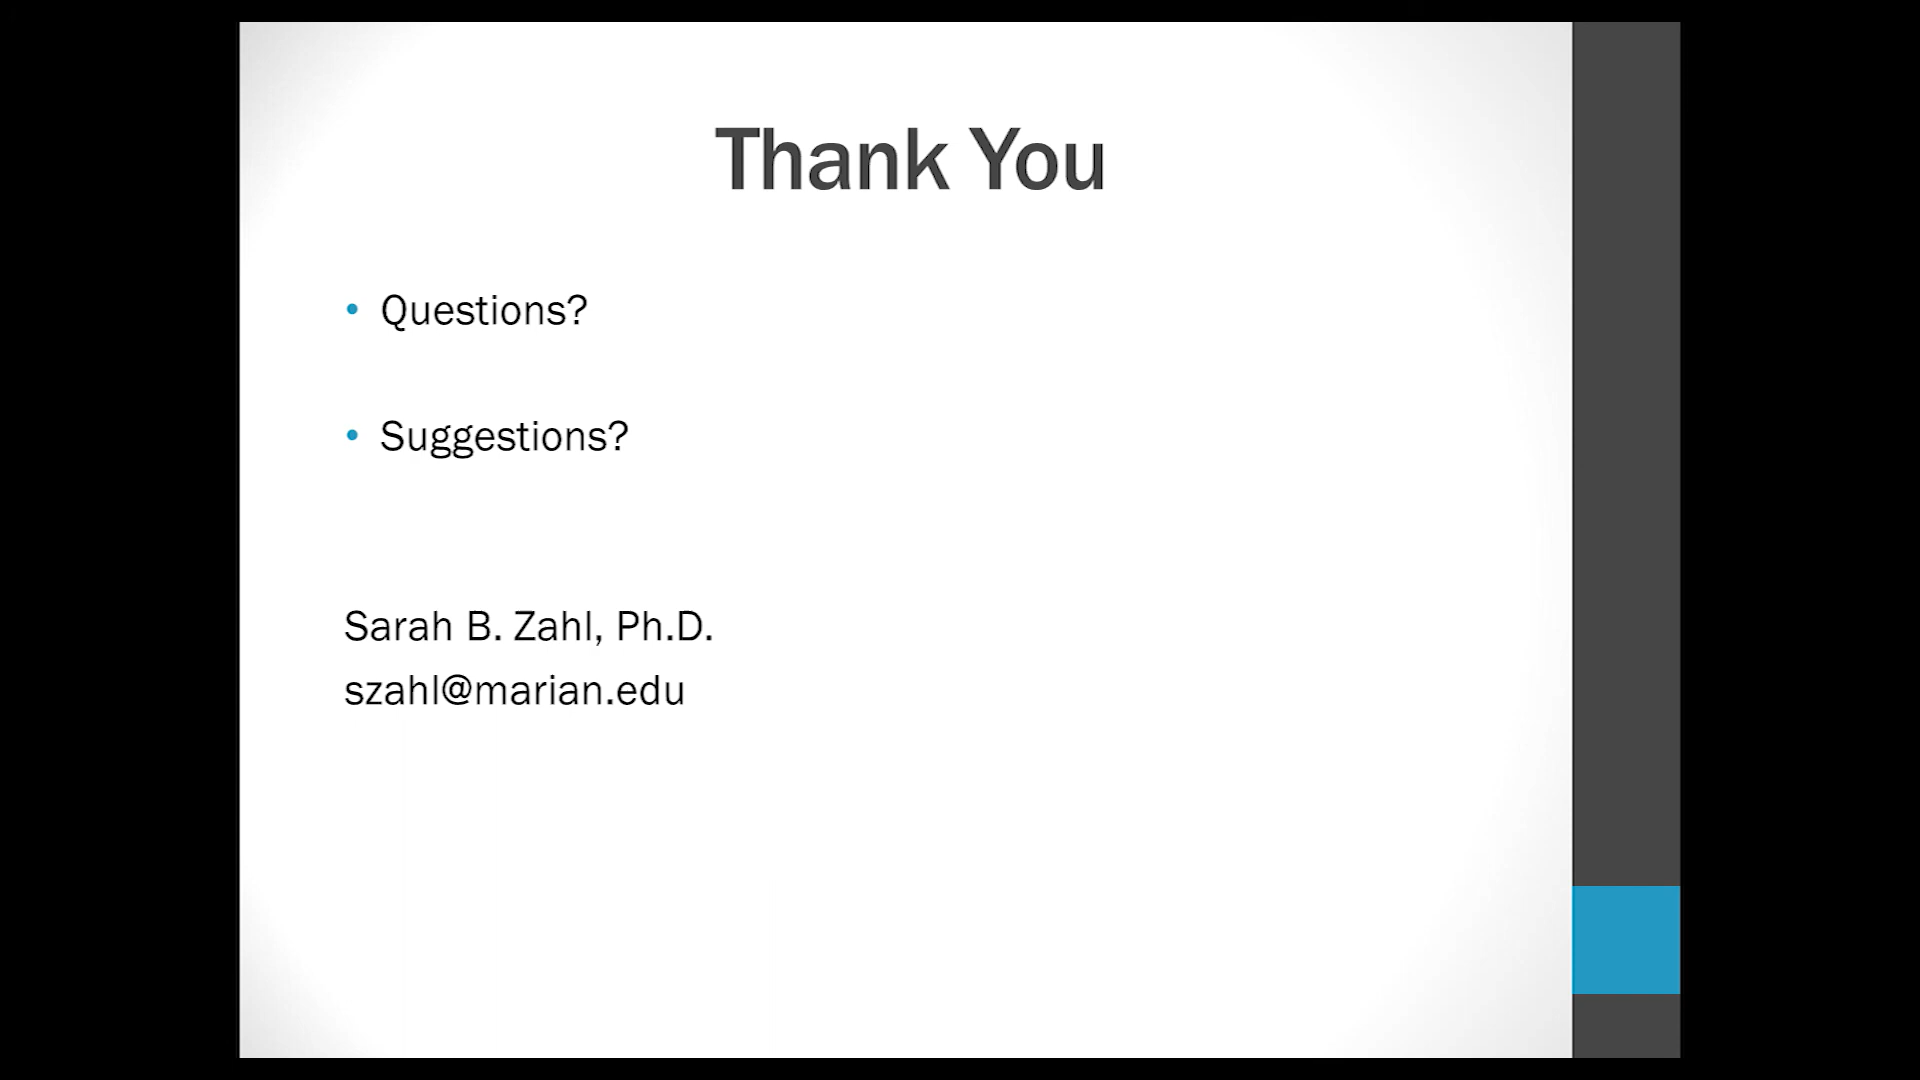 Thank You
• Questions?
• Suggestions?
Sarah B. Zahl, Ph.D.
szahl@marian.edu